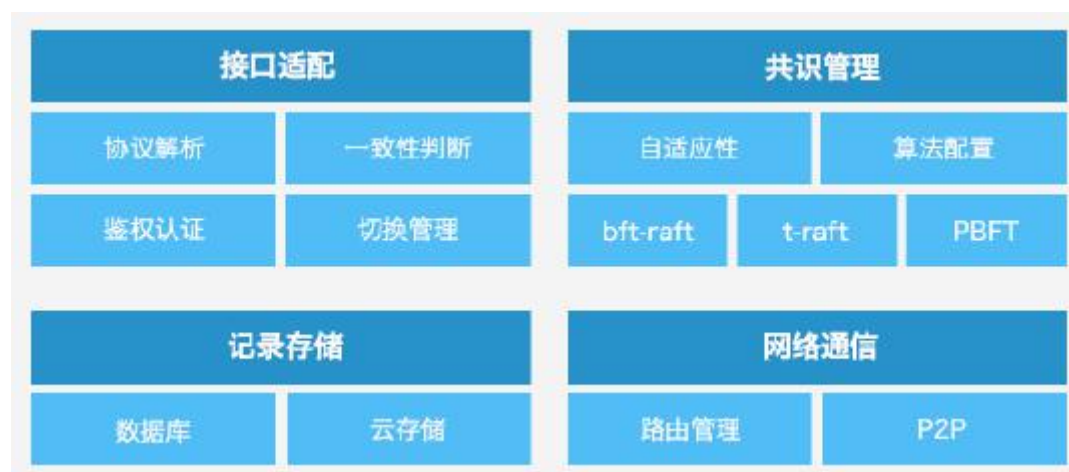 接口适配
协议解析 一致性判断
鉴权认证 切换管理
共识管理
自适应性 算法配置
bft-raft t-raft PBFT
记录存储
数据库 云存储
网络通信
路由管理 P2P